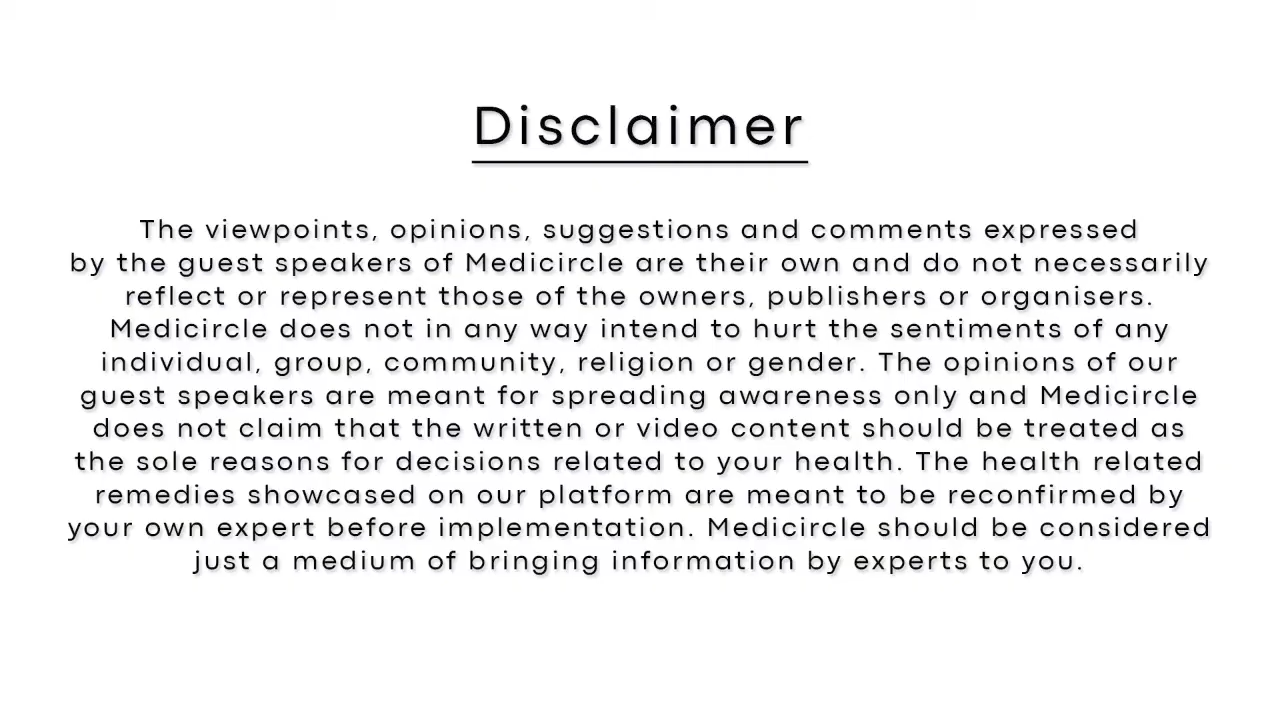 Disclaimer
The viewpoints, opinions, suggestions and comments expressed
by the guest speakers of Medicircle are their own and do not necessarily
reflect or represent those of the owners, publishers or organisers.
Medicircle does not in any way intend to hurt the sentiments of any
individual, group, community, religion or gender. The opinions of our
guest speakers are meant for spreading awareness only and Medicircle
does not claim that the written or video content should be treated as
the sole reasons for decisions related to your health. The health related
remedies showcased on our platform are meant to be reconfirmed by
your own expert before implementation. Medicircle should be considered
just a medium of bringing information by experts to you.